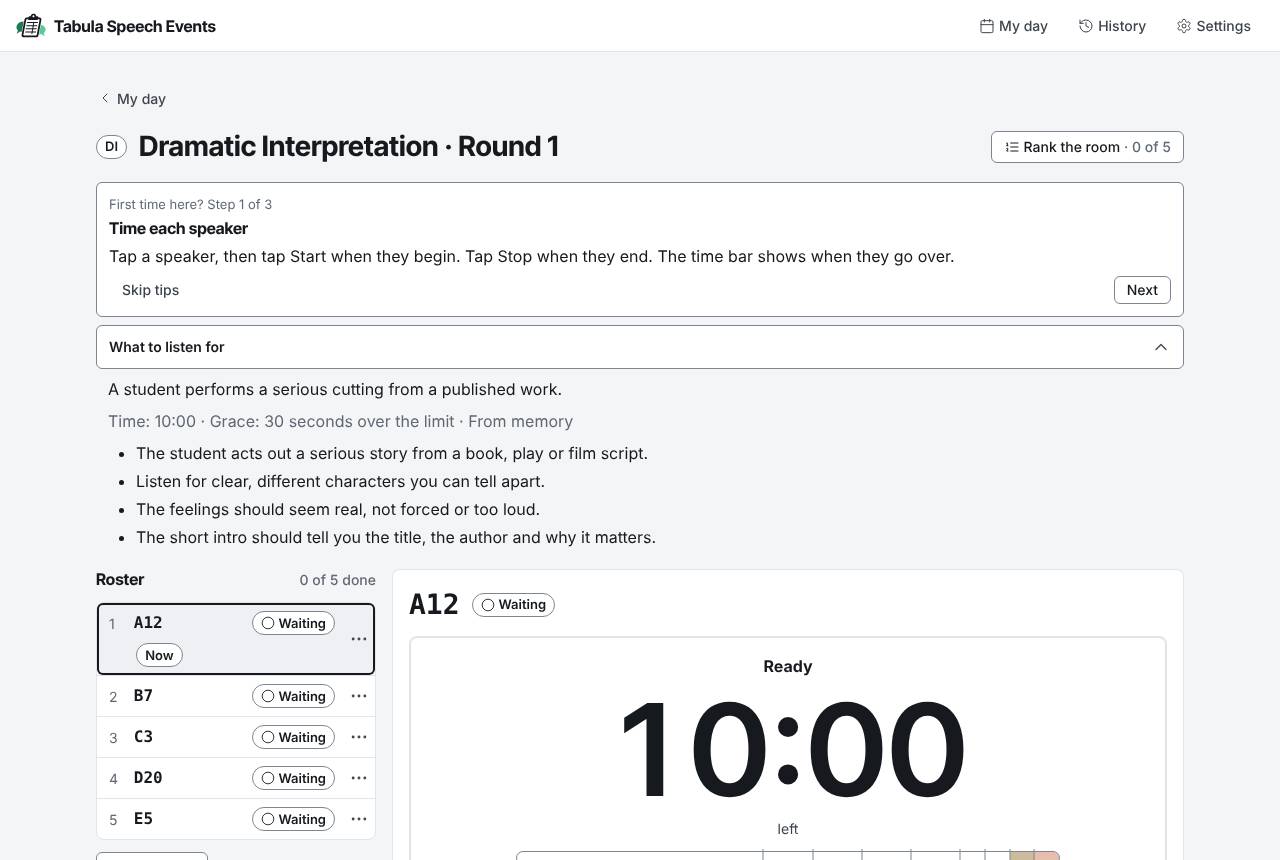 Tabula Speech Events
My day
History
Settings
My day
DI
Dramatic Interpretation · Round 1
Rank the room · 0 of 5
First time here? Step 1 of 3
Time each speaker
Tap a speaker, then tap Start when they begin. Tap Stop when they end. The time bar shows when they go over.
Skip tips
Next
What to listen for
A student performs a serious cutting from a published work.
Time: 10:00 · Grace: 30 seconds over the limit · From memory
• The student acts out a serious story from a book, play or film script.
• Listen for clear, different characters you can tell apart.
• The feelings should seem real, not forced or too loud.
• The short intro should tell you the title, the author and why it matters.
Roster
0 of 5 done
1 A12 Waiting ···
Now
2 B7 Waiting ···
3 C3 Waiting ···
4 D20 Waiting ···
5 E5 Waiting ···
A12 Waiting
Ready
10:00
left